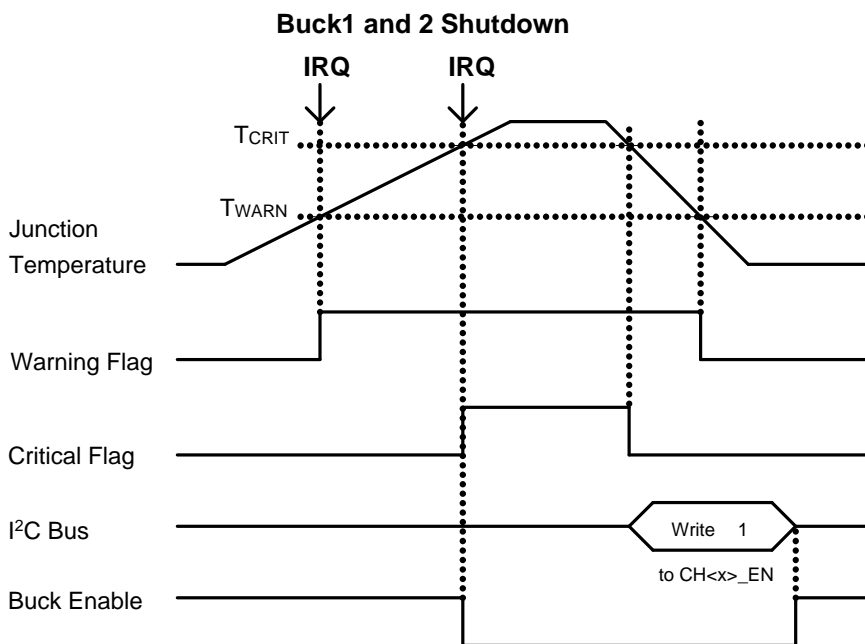 Buck1 and 2 Shutdown
IRQ IRQ
TCRIT
TWARN
Junction
Temperature
Warning Flag
Critical Flag
I²C Bus
Write 1
to CH<x>_EN
Buck Enable